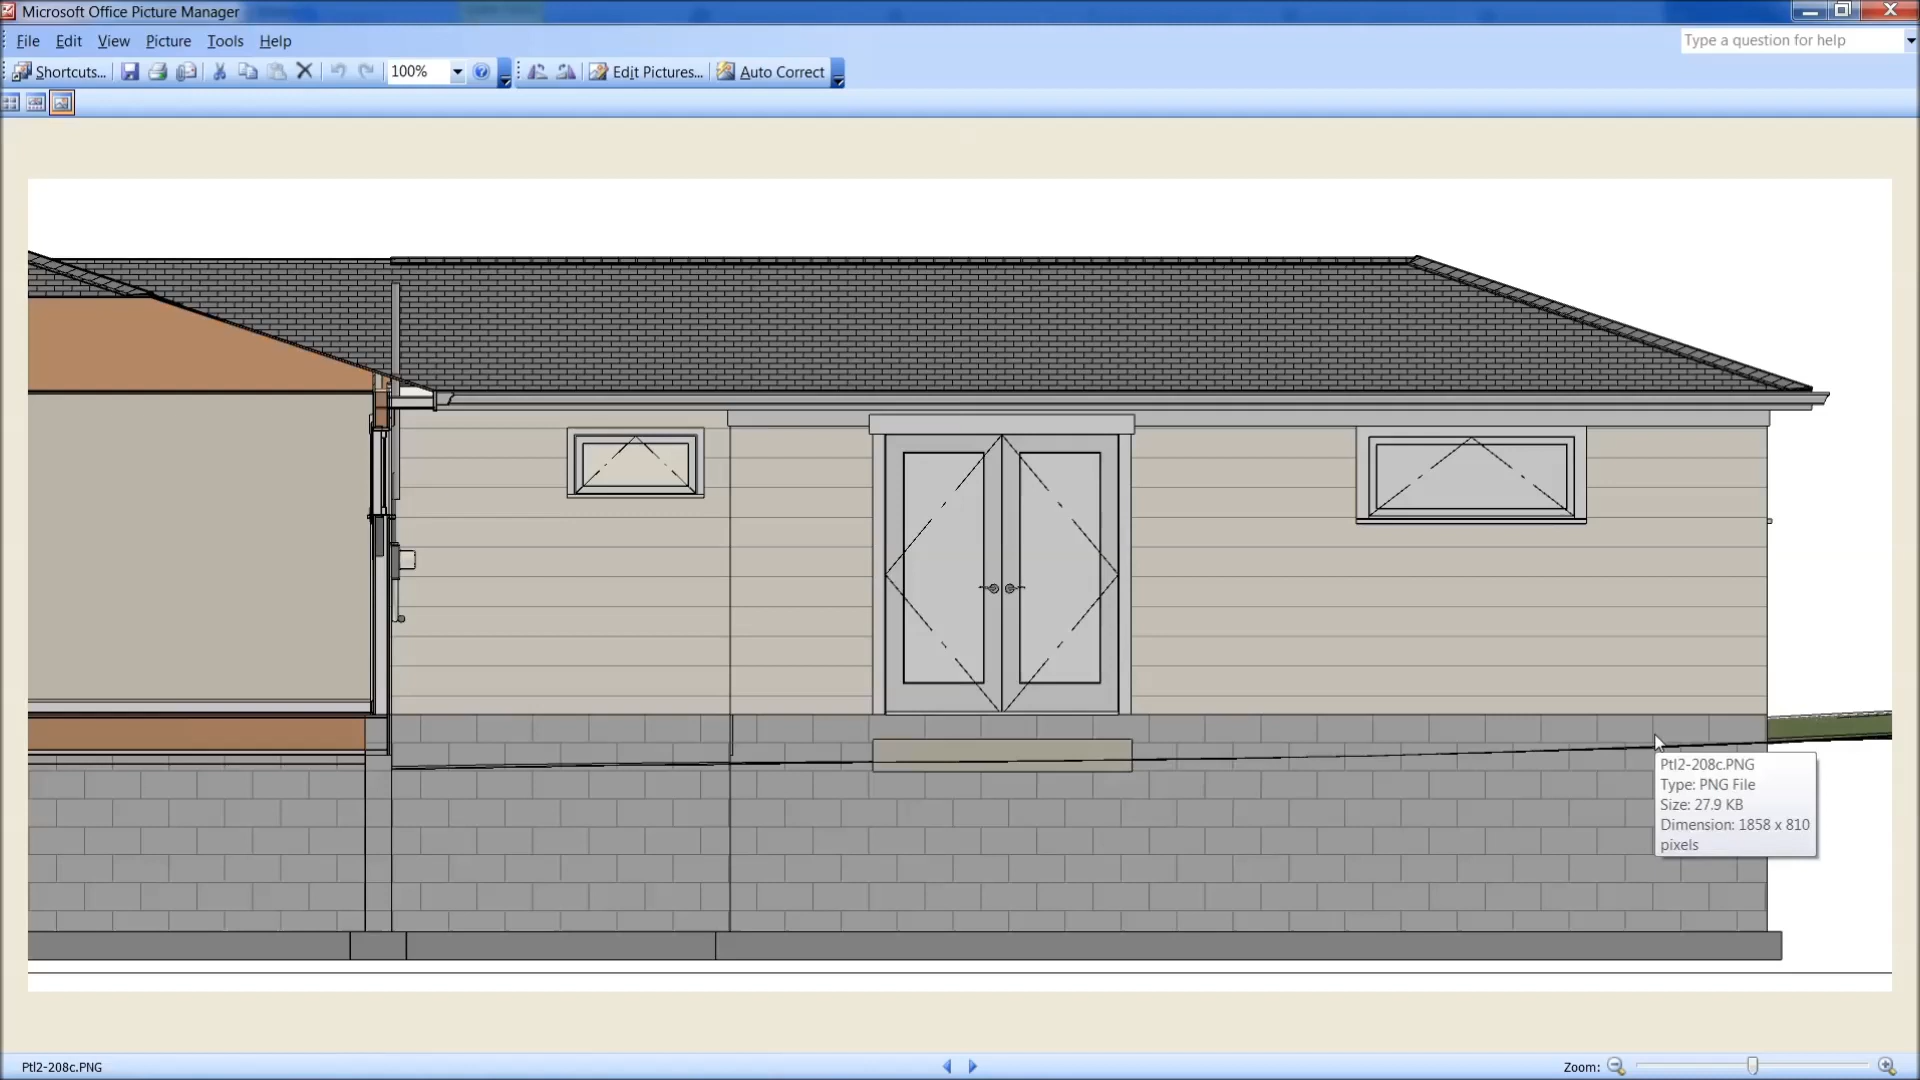 Microsoft Office Picture Manager
File Edit View Picture Tools Help
Type a question for help
Shortcuts... 100% Edit Pictures... Auto Correct
Ptl2-208c.PNG
Type: PNG File
Size: 27.9 KB
Dimension: 1858 x 810
pixels
Ptl2-208c.PNG
Zoom: